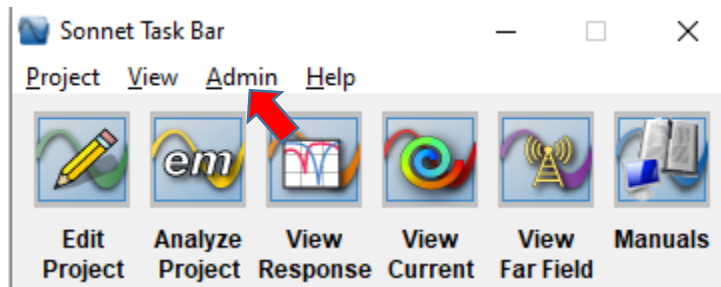 Sonnet Task Bar
Project View Admin Help
em
Edit Project
Analyze Project
View Response
View Current
View Far Field
Manuals